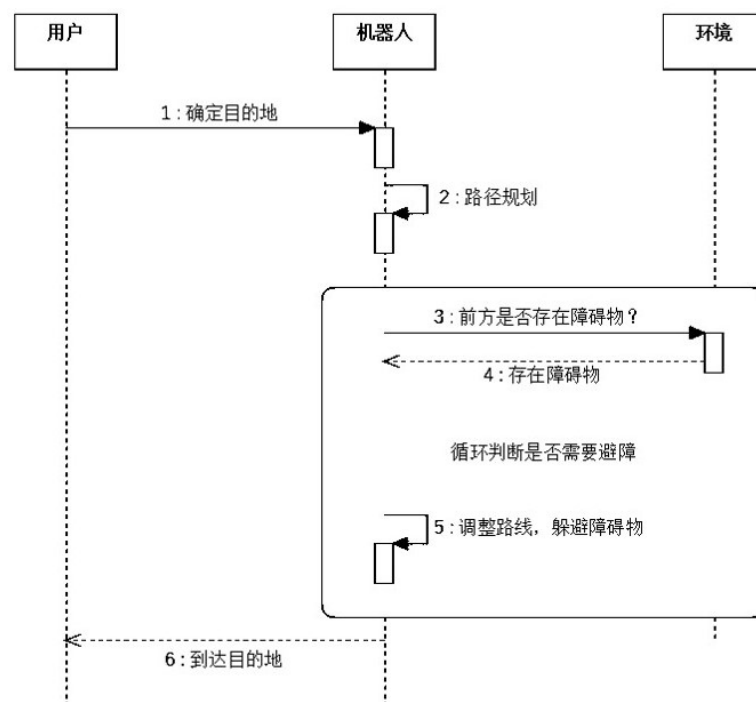 用户
机器人
环境
1 : 确定目的地
2 : 路径规划
3 : 前方是否存在障碍物?
4 : 存在障碍物
循环判断是否需要避障
5 : 调整路线，躲避障碍物
6 : 到达目的地